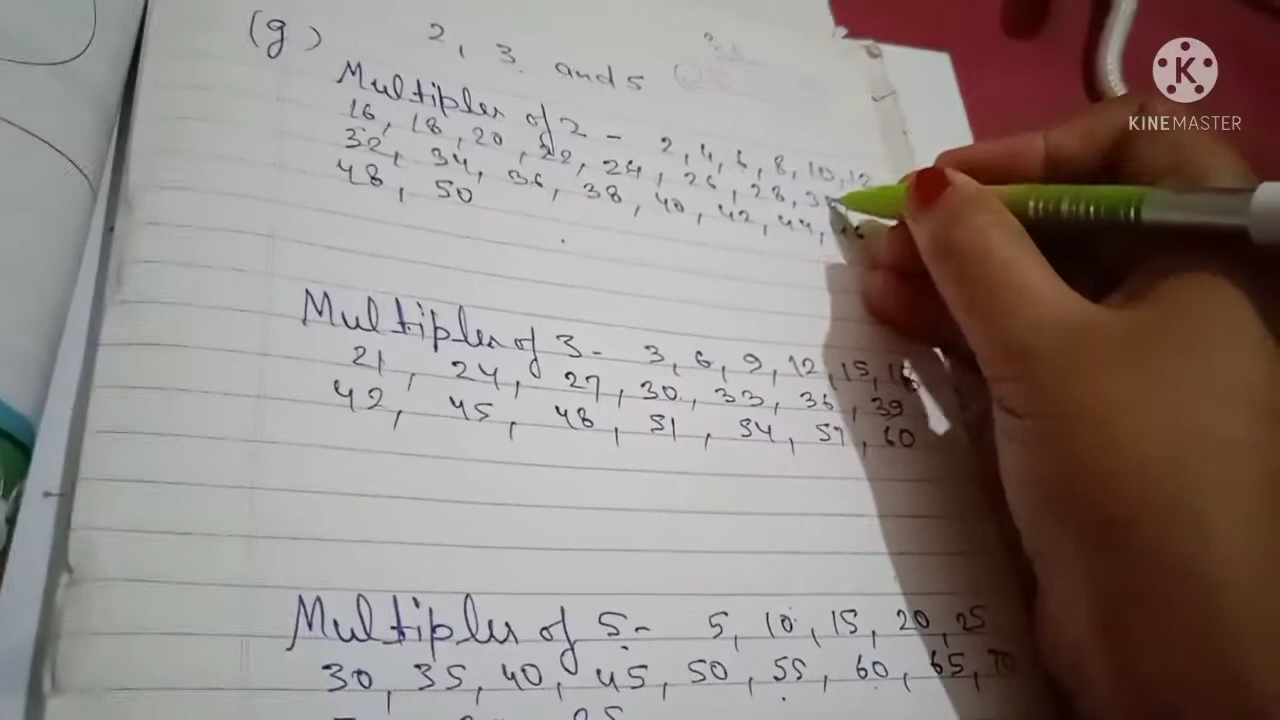 (g) 2, 3 and 5
Multiples of 2 - 2, 4, 6, 8, 10, 12
16, 18, 20, 22, 24, 26, 28, 30
32, 34, 36, 38, 40, 42, 44, 46
48, 50
Multiples of 3 - 3, 6, 9, 12, 15, 18
21, 24, 27, 30, 33, 36, 39
42, 45, 48, 51, 54, 57, 60
Multiples of 5 - 5, 10, 15, 20, 25
30, 35, 40, 45, 50, 55, 60, 65, 70
KINEMASTER